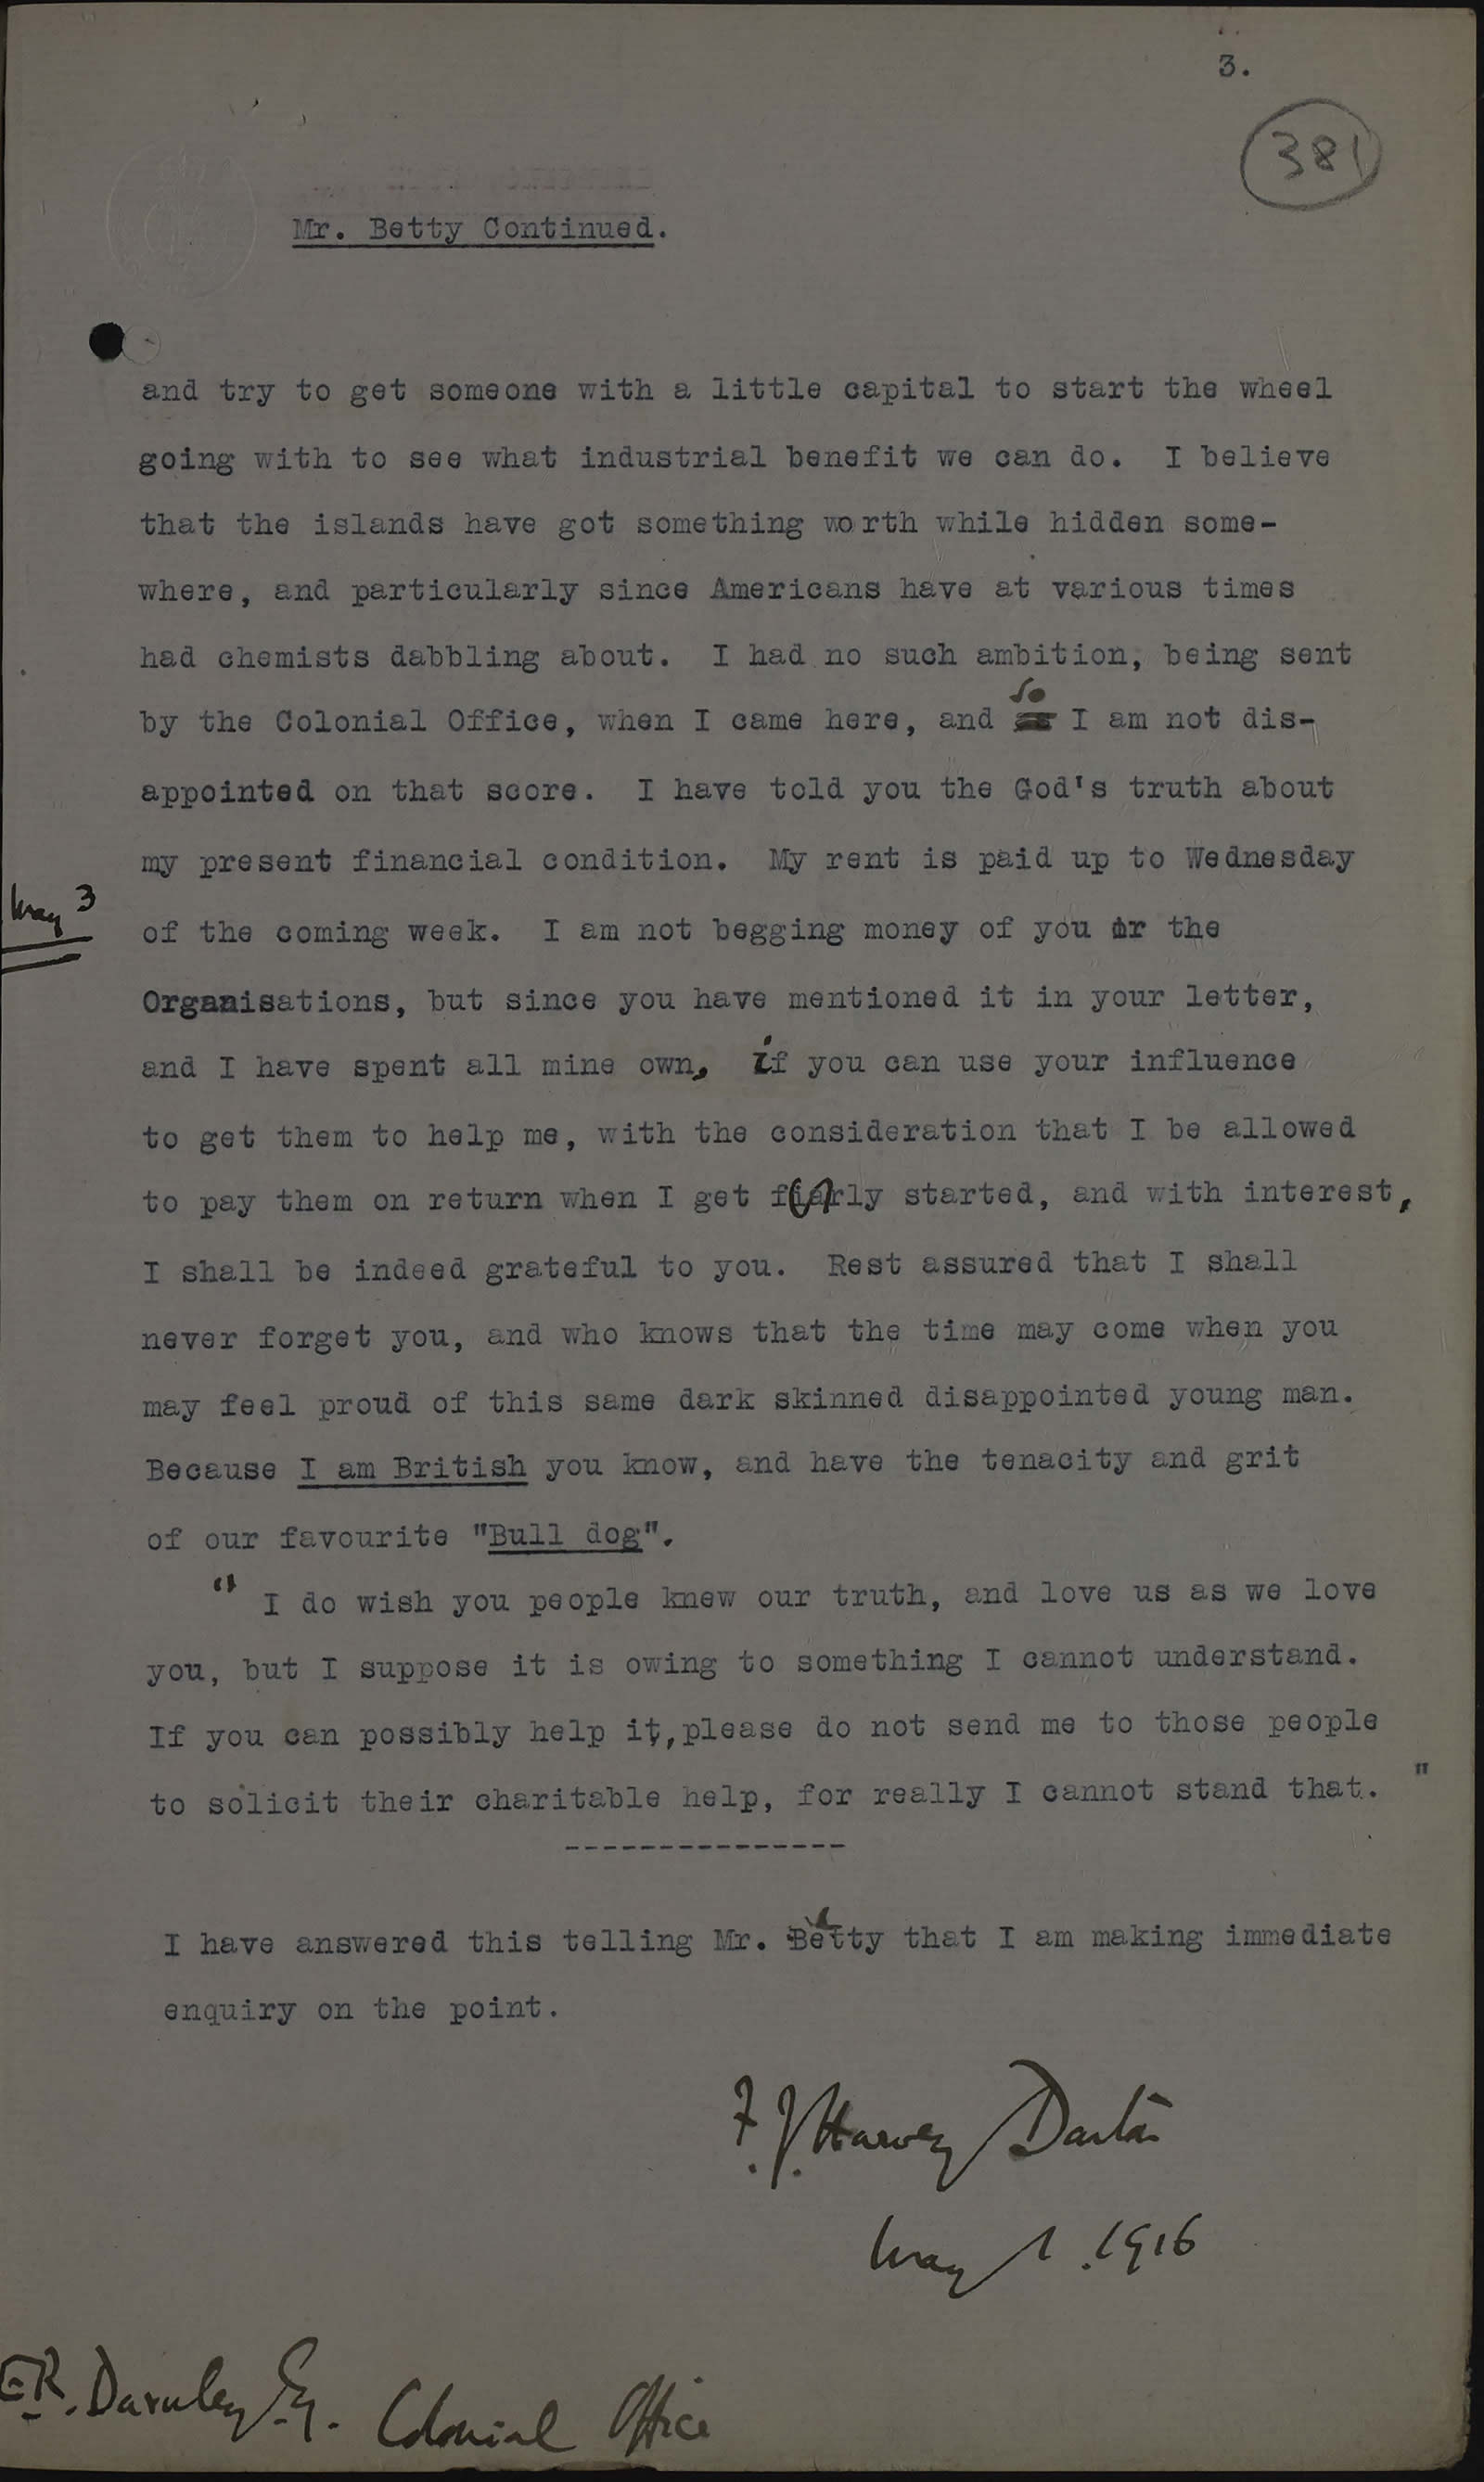 3.
381
Mr. Betty Continued.
and try to get someone with a little capital to start the wheel
going with to see what industrial benefit we can do. I believe
that the islands have got something worth while hidden some-
where, and particularly since Americans have at various times
had chemists dabbling about. I had no such ambition, being sent
so
by the Colonial Office, when I came here, and I am not dis-
appointed on that score. I have told you the God's truth about
my present financial condition. My rent is paid up to Wednesday
May 3
of the coming week. I am not begging money of you or the
Organisations, but since you have mentioned it in your letter,
and I have spent all mine own, if you can use your influence
to get them to help me, with the consideration that I be allowed
to pay them on return when I get fiarly started, and with interest,
I shall be indeed grateful to you. Rest assured that I shall
never forget you, and who knows that the time may come when you
may feel proud of this same dark skinned disappointed young man.
Because I am British you know, and have the tenacity and grit
of our favourite "Bull dog".
" I do wish you people knew our truth, and love us as we love
you, but I suppose it is owing to something I cannot understand.
If you can possibly help it, please do not send me to those people
to solicit their charitable help, for really I cannot stand that. "
---------------
I have answered this telling Mr. Betty that I am making immediate
enquiry on the point.
F. J. Harvey Darton
May 1. 1916
E.R. Darnley Esq. Colonial Office